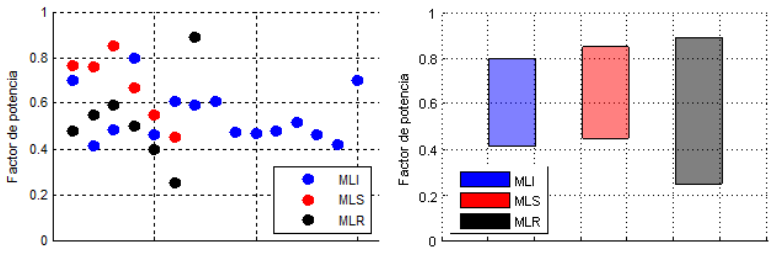 Factor de potencia
1
0.8
0.6
0.4
0.2
0
MLI
MLS
MLR
Factor de potencia
1
0.8
0.6
0.4
0.2
0
MLI
MLS
MLR